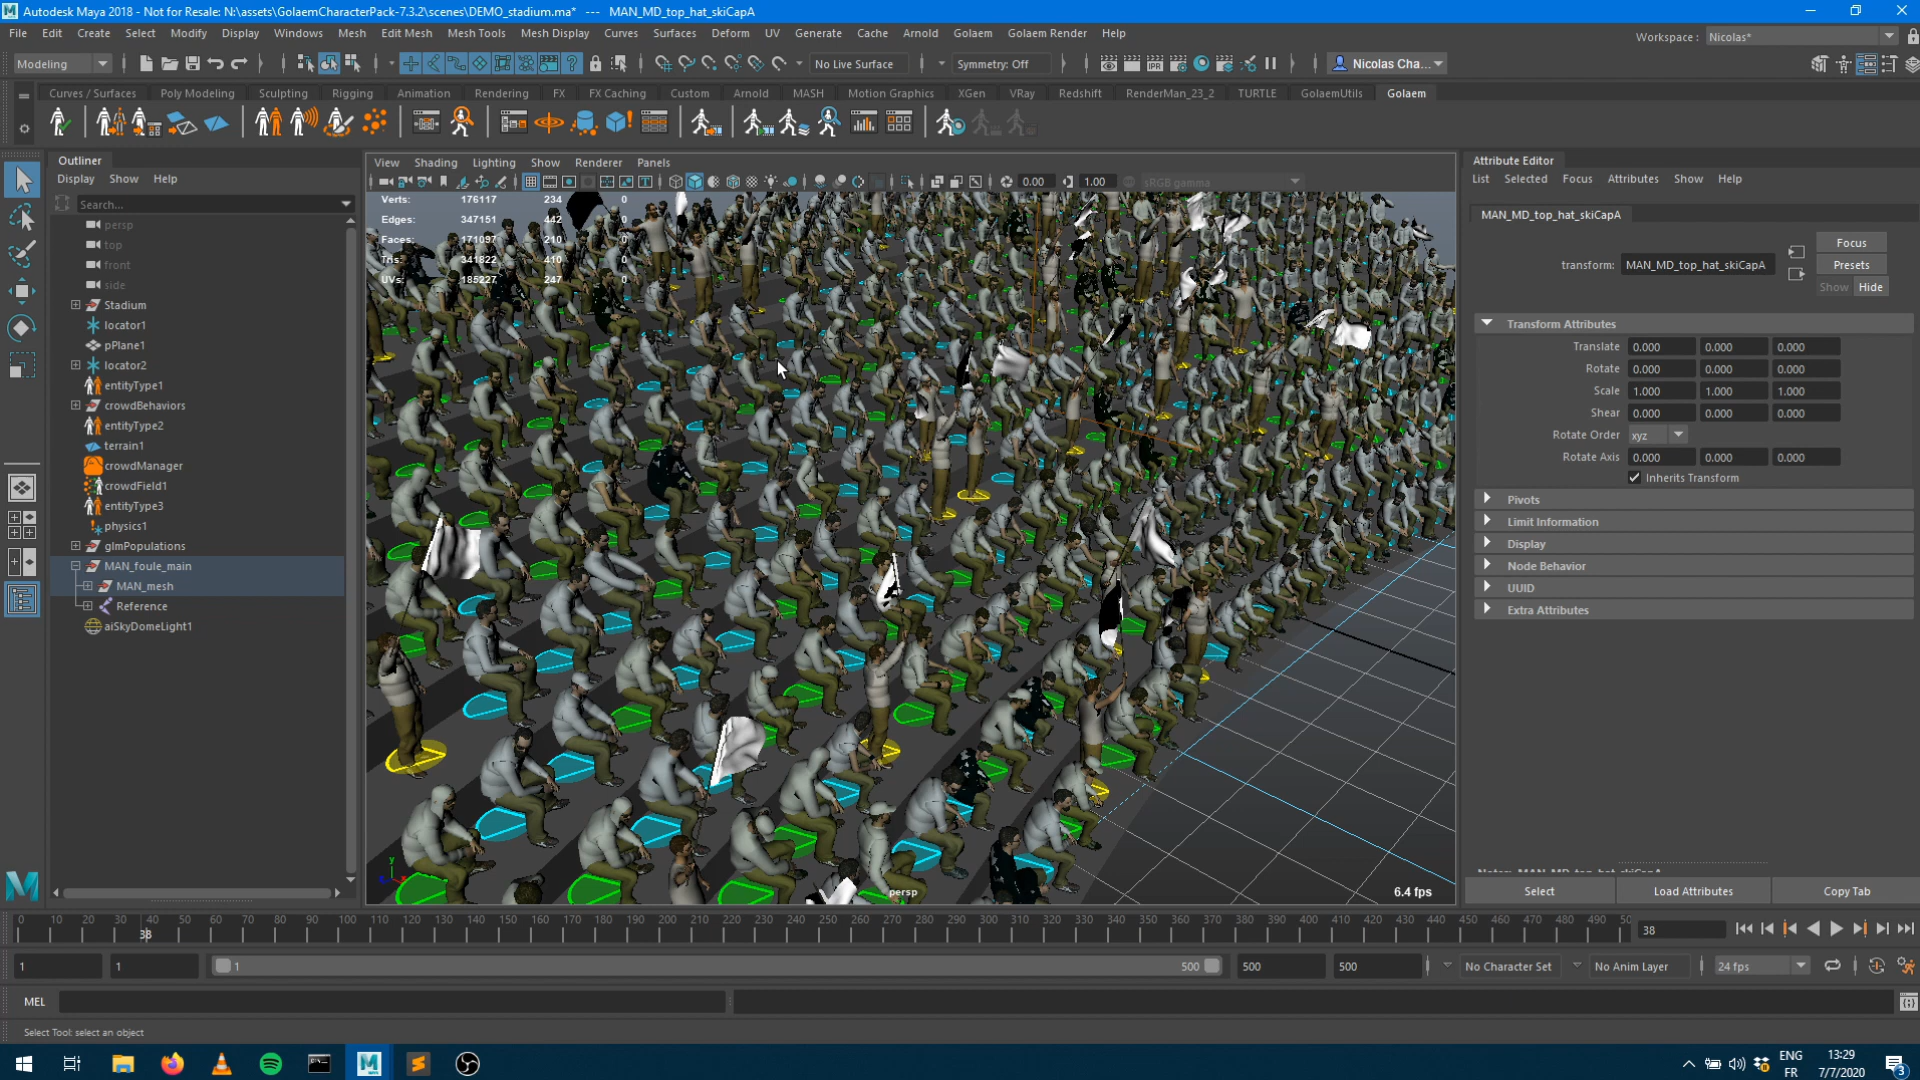 Autodesk Maya 2018 - Not for Resale: N:\assets\GolaemCharacterPack-7.3.2\scenes\DEMO_stadium.ma* --- MAN_MD_top_hat_skiCapA
File Edit Create Select Modify Display Windows Mesh Edit Mesh Mesh Tools Mesh Display Curves Surfaces Deform UV Generate Cache Arnold Golaem Golaem Render Help
Workspace : Nicolas*
Modeling No Live Surface Symmetry: Off Nicolas Cha...
Curves / Surfaces Poly Modeling Sculpting Rigging Animation Rendering FX FX Caching Custom Arnold MASH Motion Graphics XGen VRay Redshift RenderMan_23_2 TURTLE GolaemUtils Golaem
Outliner
Display Show Help
Search...
persp
top
front
side
Stadium
locator1
pPlane1
locator2
entityType1
crowdBehaviors
entityType2
terrain1
crowdManager
crowdField1
entityType3
physics1
glmPopulations
MAN_foule_main
MAN_mesh
Reference
aiSkyDomeLight1
View Shading Lighting Show Renderer Panels
0.00 1.00 sRGB gamma
Verts: 176117 234 0
Edges: 347151 442 0
Faces: 171097 210 0
Tris: 341822 410 0
UVs: 185227 247 0
y
persp
6.4 fps
Attribute Editor
List Selected Focus Attributes Show Help
MAN_MD_top_hat_skiCapA
transform: MAN_MD_top_hat_skiCapA
Focus
Presets
Show Hide
Transform Attributes
Translate 0.000 0.000 0.000
Rotate 0.000 0.000 0.000
Scale 1.000 1.000 1.000
Shear 0.000 0.000 0.000
Rotate Order xyz
Rotate Axis 0.000 0.000 0.000
Inherits Transform
Pivots
Limit Information
Display
Node Behavior
UUID
Extra Attributes
Select Load Attributes Copy Tab
0 10 20 30 40 50 60 70 80 90 100 110 120 130 140 150 160 170 180 190 200 210 220 230 240 250 260 270 280 290 300 310 320 330 340 350 360 370 380 390 400 410 420 430 440 450 460 470 480 490 50
38
38
1 1 1 500 500 500 No Character Set No Anim Layer 24 fps
MEL
Select Tool: select an object
ENG
FR
13:29
7/7/2020
3